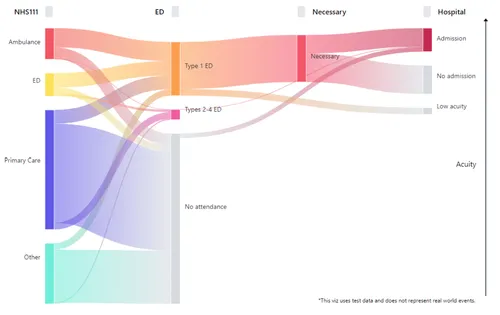 NHS111 ED Necessary Hospital
Ambulance
Admission
Necessary
Type 1 ED
No admission
ED
Low acuity
Types 2-4 ED
Primary Care
Acuity
No attendance
Other
*This viz uses test data and does not represent real world events.